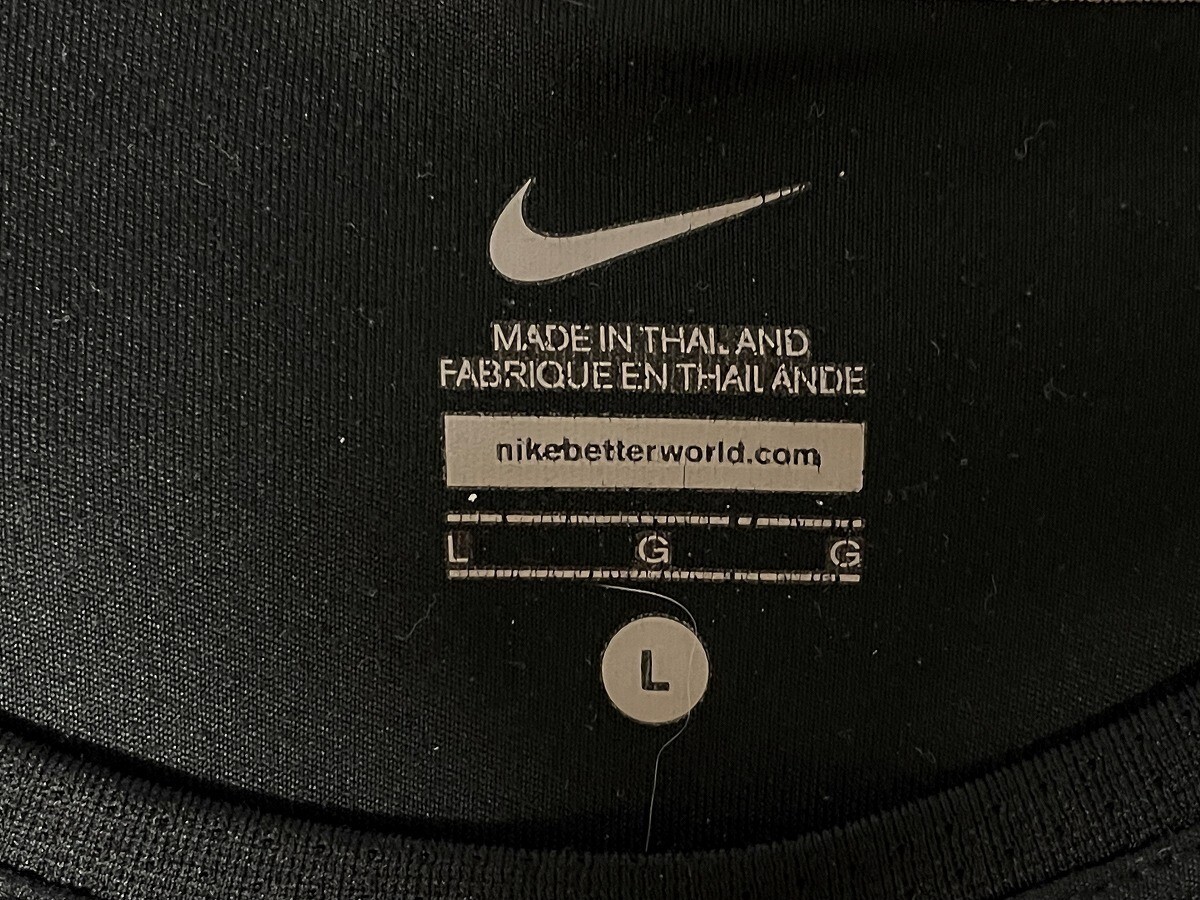 MADE IN THAILAND
FABRIQUE EN THAILANDE
nikebetterworld.com
L G G
L